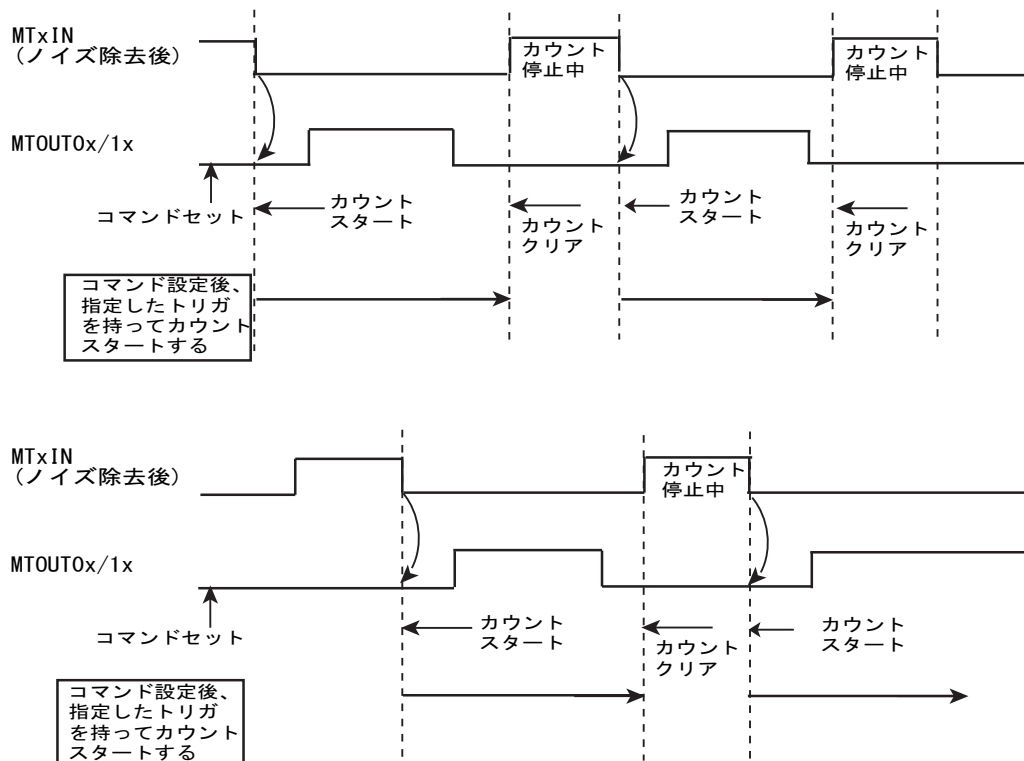 MTxIN
(ノイズ除去後)
カウント
停止中
カウント
停止中
MTOUT0x/1x
コマンドセット
カウント
スタート
カウント
クリア
カウント
スタート
カウント
クリア
コマンド設定後、
指定したトリガ
を持ってカウント
スタートする
MTxIN
(ノイズ除去後)
カウント
停止中
MTOUT0x/1x
コマンドセット
カウント
スタート
カウント
クリア
カウント
スタート
コマンド設定後、
指定したトリガ
を持ってカウント
スタートする